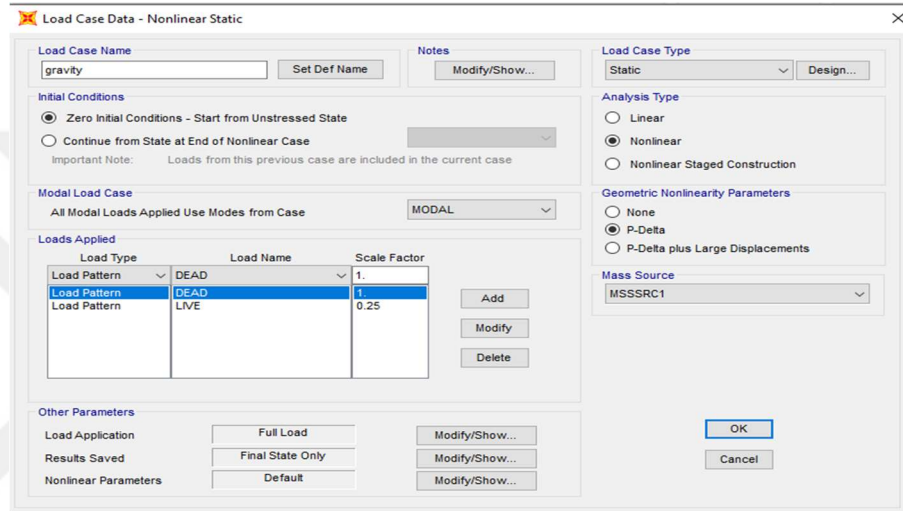 Load Case Data - Nonlinear Static
Load Case Name
gravity
Set Def Name
Notes
Modify/Show...
Load Case Type
Static
Design...
Initial Conditions
Zero Initial Conditions - Start from Unstressed State
Continue from State at End of Nonlinear Case
Important Note: Loads from this previous case are included in the current case
Analysis Type
Linear
Nonlinear
Nonlinear Staged Construction
Modal Load Case
All Modal Loads Applied Use Modes from Case
MODAL
Geometric Nonlinearity Parameters
None
P-Delta
P-Delta plus Large Displacements
Loads Applied
Load Type Load Name Scale Factor
Load Pattern DEAD 1.
Load Pattern DEAD 1.
Load Pattern LIVE 0.25
Add
Modify
Delete
Mass Source
MSSSRC1
Other Parameters
Load Application Full Load Modify/Show...
Results Saved Final State Only Modify/Show...
Nonlinear Parameters Default Modify/Show...
OK
Cancel